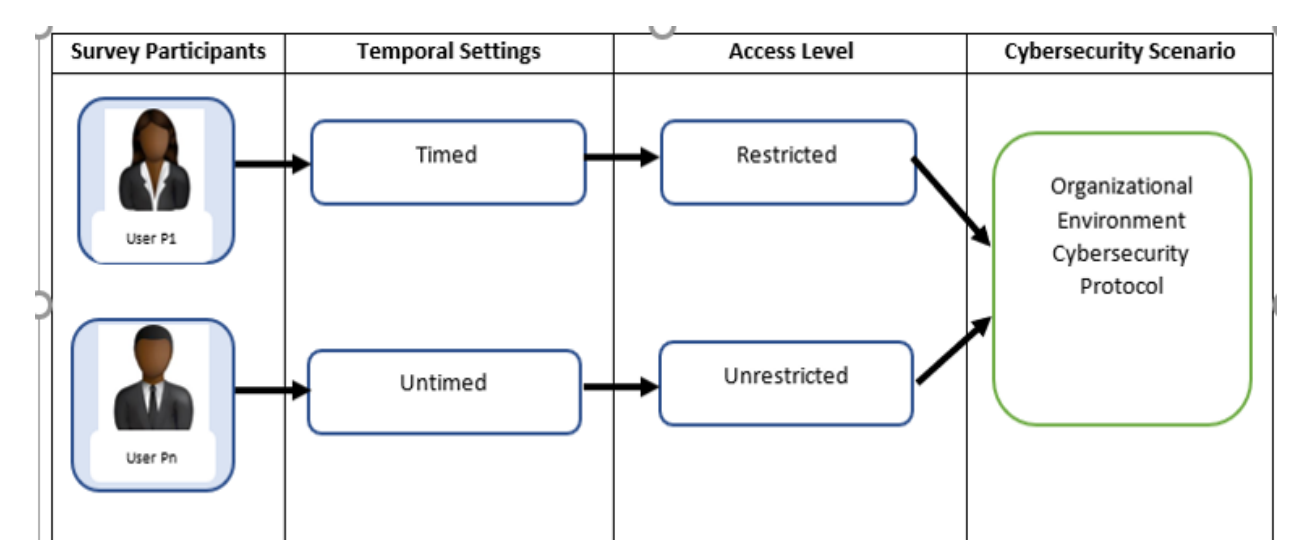 Survey Participants
Temporal Settings
Access Level
Cybersecurity Scenario
User P1
Timed
Restricted
Organizational
Environment
Cybersecurity
Protocol
User Pn
Untimed
Unrestricted